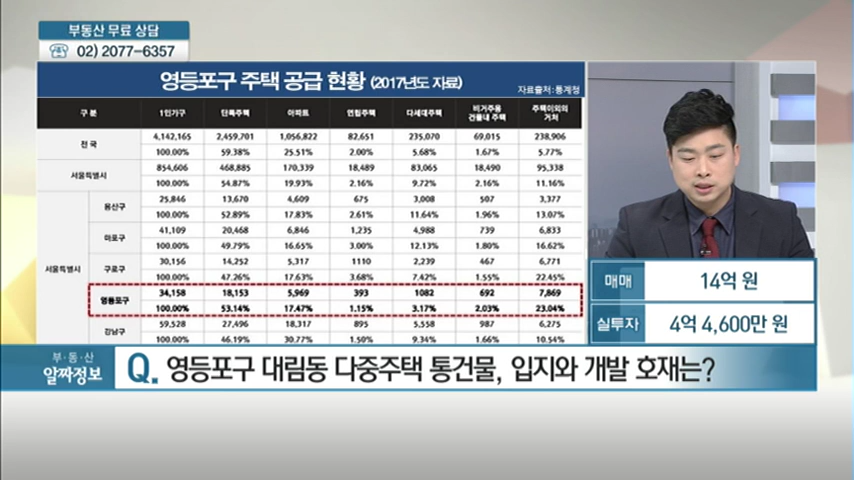 부동산 무료 상담
02) 2077-6357
영등포구 주택 공급 현황 (2017년도 자료)
자료출처:통계청
구 분 1인가구 단독주택 아파트 연립주택 다세대주택 비거주용 건물내 주택 주택이외의 거처
전 국 4,142,165 2,459,701 1,056,822 82,651 235,070 69,015 238,906
100.00% 59.38% 25.51% 2.00% 5.68% 1.67% 5.77%
서울특별시 854,606 468,885 170,339 18,489 83,065 18,490 95,338
100.00% 54.87% 19.93% 2.16% 9.72% 2.16% 11.16%
서울특별시
용산구 25,846 13,670 4,609 675 3,008 507 3,377
100.00% 52.89% 17.83% 2.61% 11.64% 1.96% 13.07%
마포구 41,109 20,468 6,846 1,235 4,988 739 6,833
100.00% 49.79% 16.65% 3.00% 12.13% 1.80% 16.62%
구로구 30,156 14,252 5,317 1110 2,239 467 6,771
100.00% 47.26% 17.63% 3.68% 7.42% 1.55% 22.45%
영등포구 34,158 18,153 5,969 393 1082 692 7,869
100.00% 53.14% 17.47% 1.15% 3.17% 2.03% 23.04%
강남구 59,528 27,496 18,317 895 5,558 987 6,275
100.00% 46.19% 30.77% 1.50% 9.34% 1.66% 10.54%
매매 14억 원
실투자 4억 4,600만 원
부·동·산
알짜정보
Q. 영등포구 대림동 다중주택 통건물, 입지와 개발 호재는?